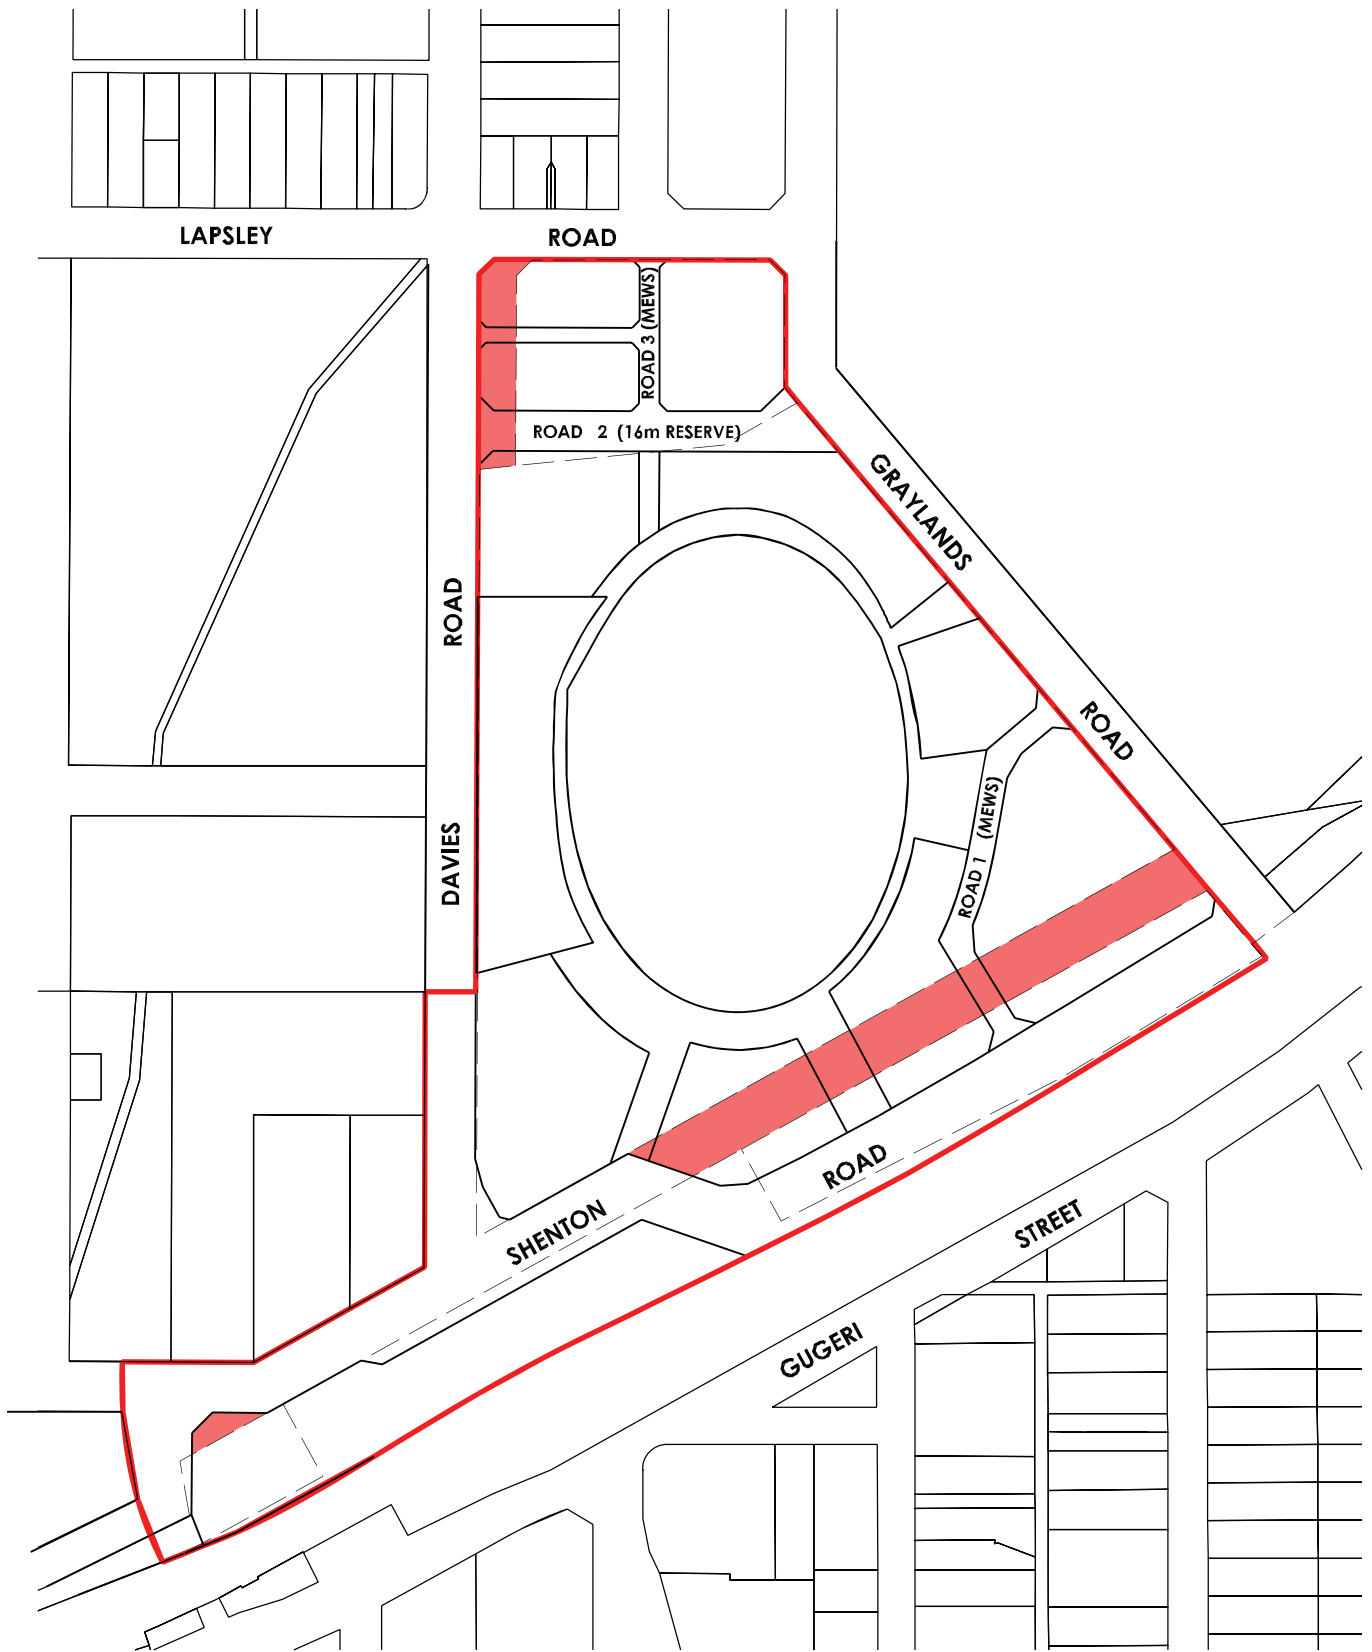 LAPSLEY ROAD
ROAD 3 (MEWS)
ROAD 2 (16m RESERVE)
GRAYLANDS ROAD
DAVIES ROAD
ROAD 1 (MEWS)
SHENTON ROAD
GUGERI STREET